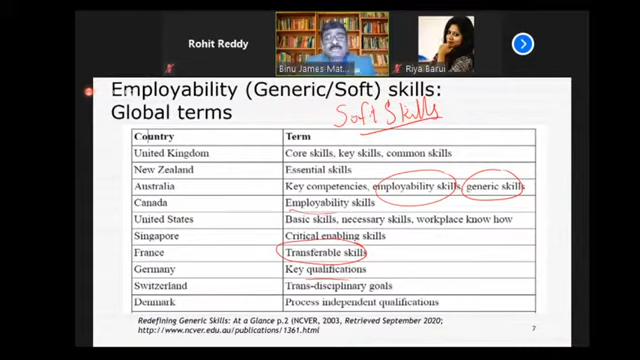 Rohit Reddy
Binu James Mat...
Riya Barui
Employability (Generic/Soft) skills:
Global terms
Soft Skills
Country Term
United Kingdom Core skills, key skills, common skills
New Zealand Essential skills
Australia Key competencies, employability skills, generic skills
Canada Employability skills
United States Basic skills, necessary skills, workplace know how
Singapore Critical enabling skills
France Transferable skills
Germany Key qualifications
Switzerland Trans-disciplinary goals
Denmark Process independent qualifications
Redefining Generic Skills: At a Glance p.2 (NCVER, 2003, Retrieved September 2020;
http://www.ncver.edu.au/publications/1361.html
7